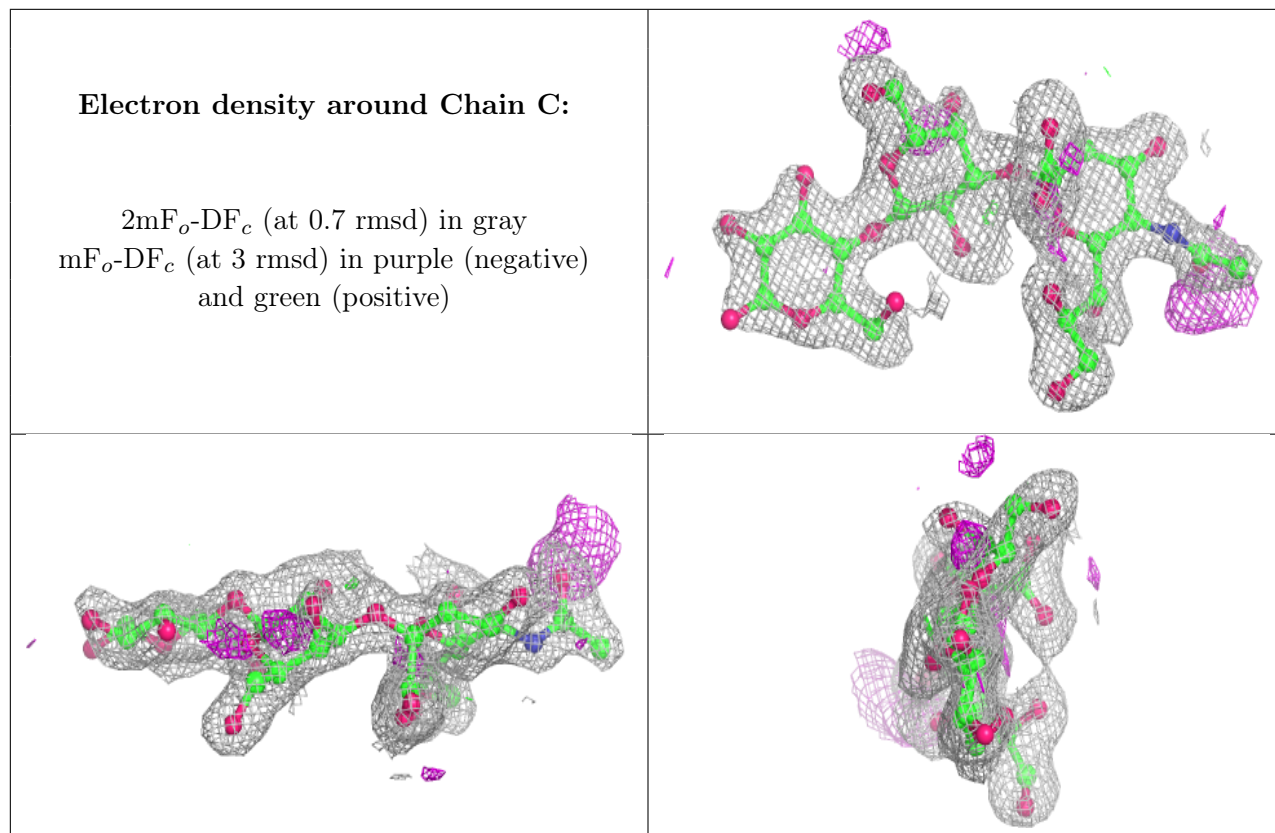 Electron density around Chain C:
2mFₒ-DF𝒸 (at 0.7 rmsd) in gray
mFₒ-DF𝒸 (at 3 rmsd) in purple (negative)
and green (positive)